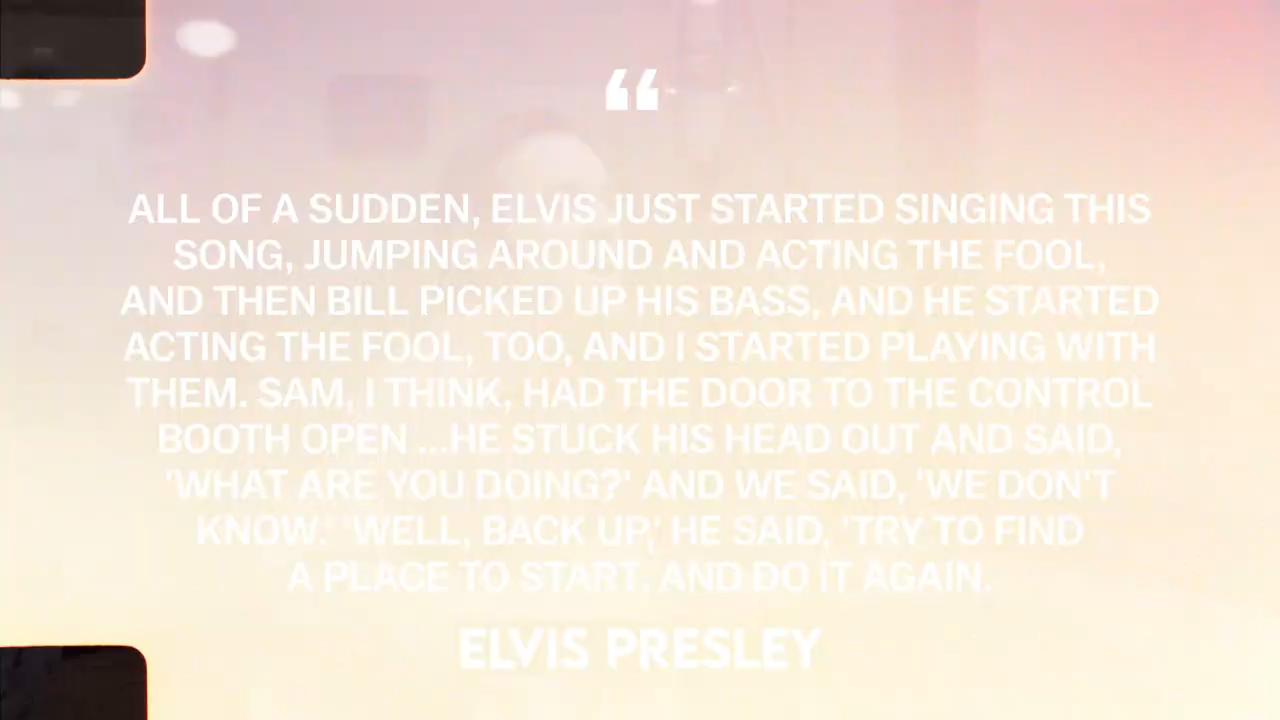 “
ALL OF A SUDDEN, ELVIS JUST STARTED SINGING THIS
SONG, JUMPING AROUND AND ACTING THE FOOL,
AND THEN BILL PICKED UP HIS BASS, AND HE STARTED
ACTING THE FOOL, TOO, AND I STARTED PLAYING WITH
THEM. SAM, I THINK, HAD THE DOOR TO THE CONTROL
BOOTH OPEN ...HE STUCK HIS HEAD OUT AND SAID,
'WHAT ARE YOU DOING?' AND WE SAID, 'WE DON'T
KNOW.' 'WELL, BACK UP,' HE SAID, 'TRY TO FIND
A PLACE TO START, AND DO IT AGAIN.
ELVIS PRESLEY